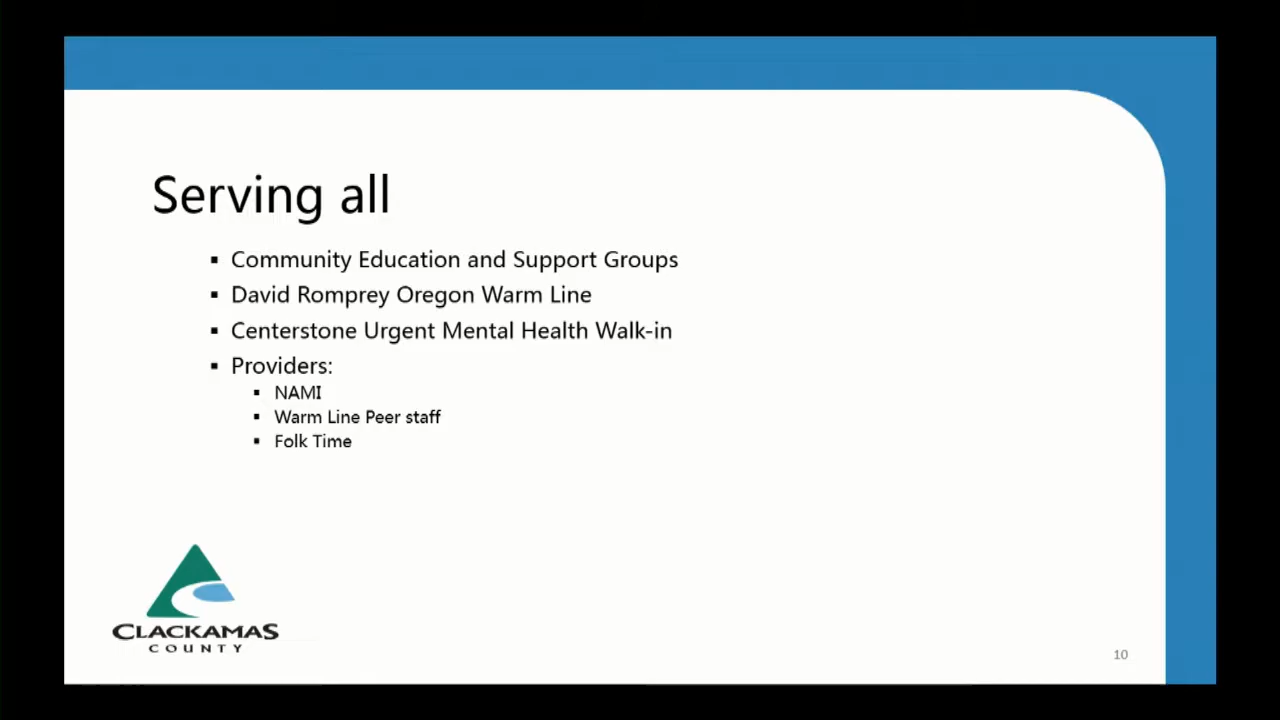 Serving all
▪ Community Education and Support Groups
▪ David Romprey Oregon Warm Line
▪ Centerstone Urgent Mental Health Walk-in
▪ Providers:
▪ NAMI
▪ Warm Line Peer staff
▪ Folk Time
CLACKAMAS
COUNTY
10